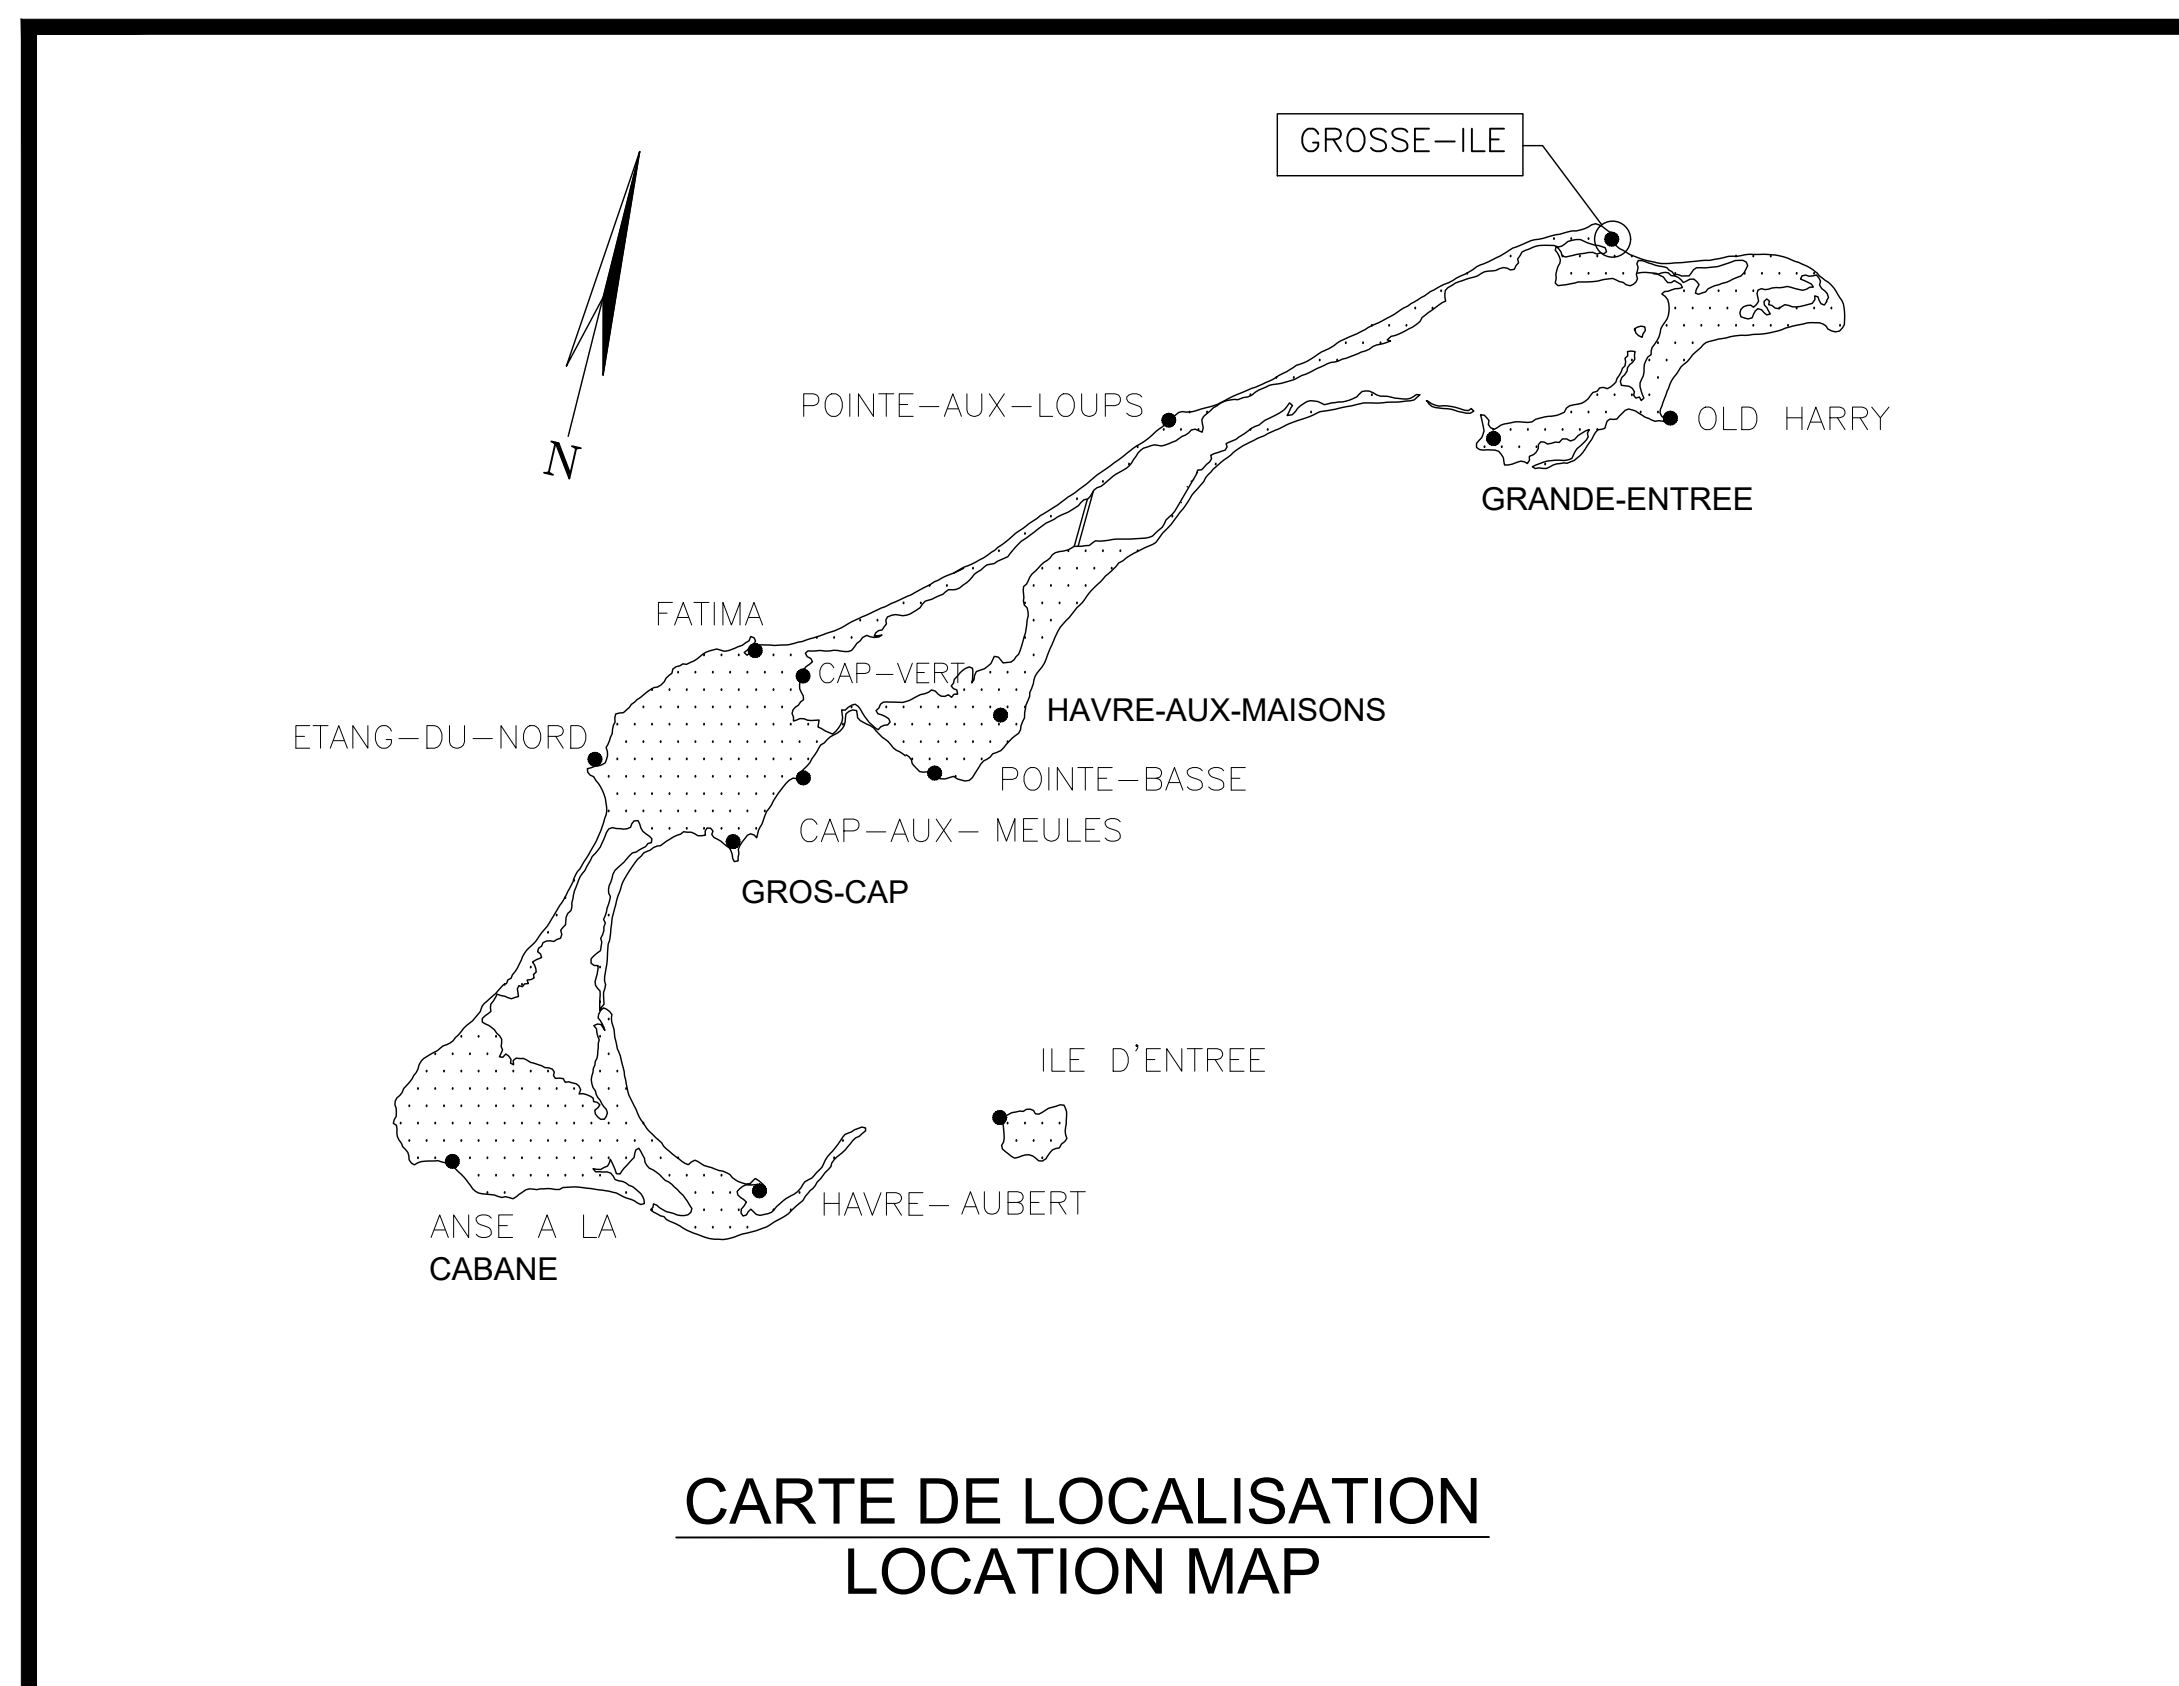 GROSSE-ILE
N
POINTE-AUX-LOUPS
OLD HARRY
GRANDE-ENTREE
FATIMA
CAP-VERT
HAVRE-AUX-MAISONS
ETANG-DU-NORD
POINTE-BASSE
CAP-AUX- MEULES
GROS-CAP
ILE D'ENTREE
HAVRE- AUBERT
ANSE A LA
CABANE
CARTE DE LOCALISATION
LOCATION MAP